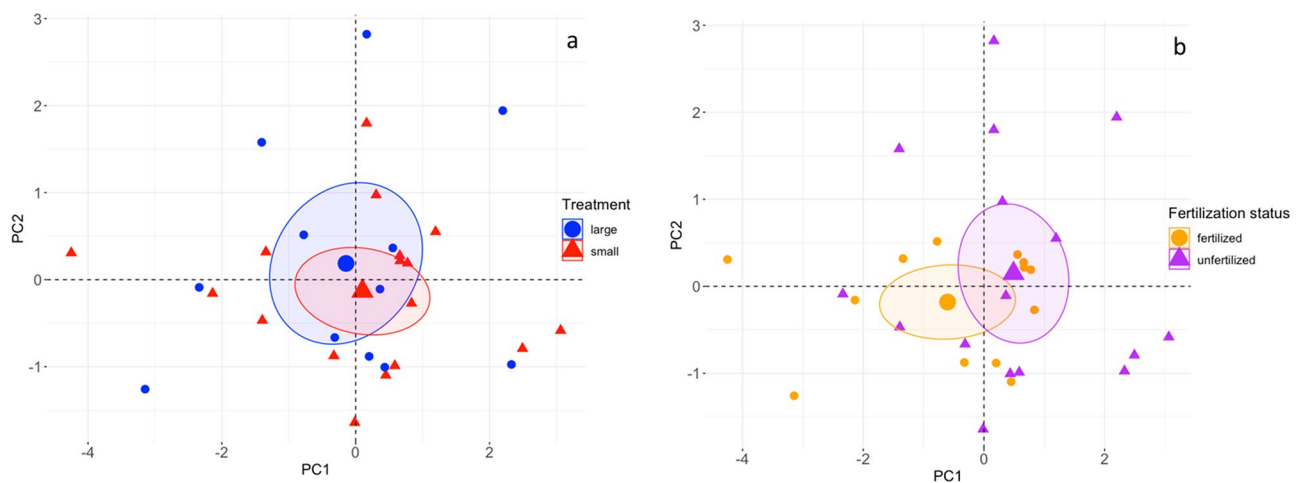 a
3
2
1
0
-1
PC2
-4
-2
0
2
PC1
Treatment
large
small
b
3
2
1
0
-1
PC2
-4
-2
0
2
PC1
Fertilization status
fertilized
unfertilized